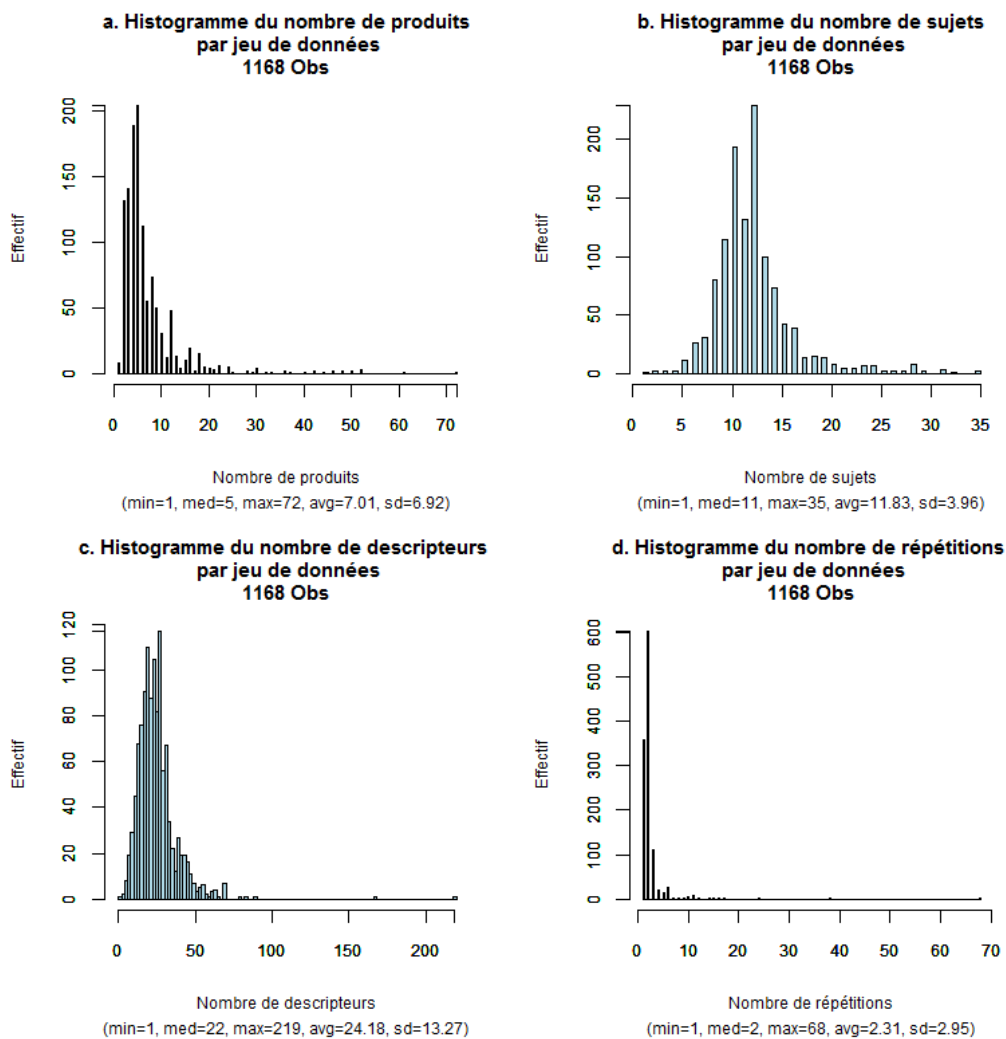 a. Histogramme du nombre de produits
par jeu de données
1168 Obs
Effectif
200
150
100
50
0
0 10 20 30 40 50 60 70
Nombre de produits
(min=1, med=5, max=72, avg=7.01, sd=6.92)
b. Histogramme du nombre de sujets
par jeu de données
1168 Obs
Effectif
200
150
100
50
0
0 5 10 15 20 25 30 35
Nombre de sujets
(min=1, med=11, max=35, avg=11.83, sd=3.96)
c. Histogramme du nombre de descripteurs
par jeu de données
1168 Obs
Effectif
120
100
80
60
40
20
0
0 50 100 150 200
Nombre de descripteurs
(min=1, med=22, max=219, avg=24.18, sd=13.27)
d. Histogramme du nombre de répétitions
par jeu de données
1168 Obs
Effectif
600
500
400
300
200
100
0
0 10 20 30 40 50 60 70
Nombre de répétitions
(min=1, med=2, max=68, avg=2.31, sd=2.95)